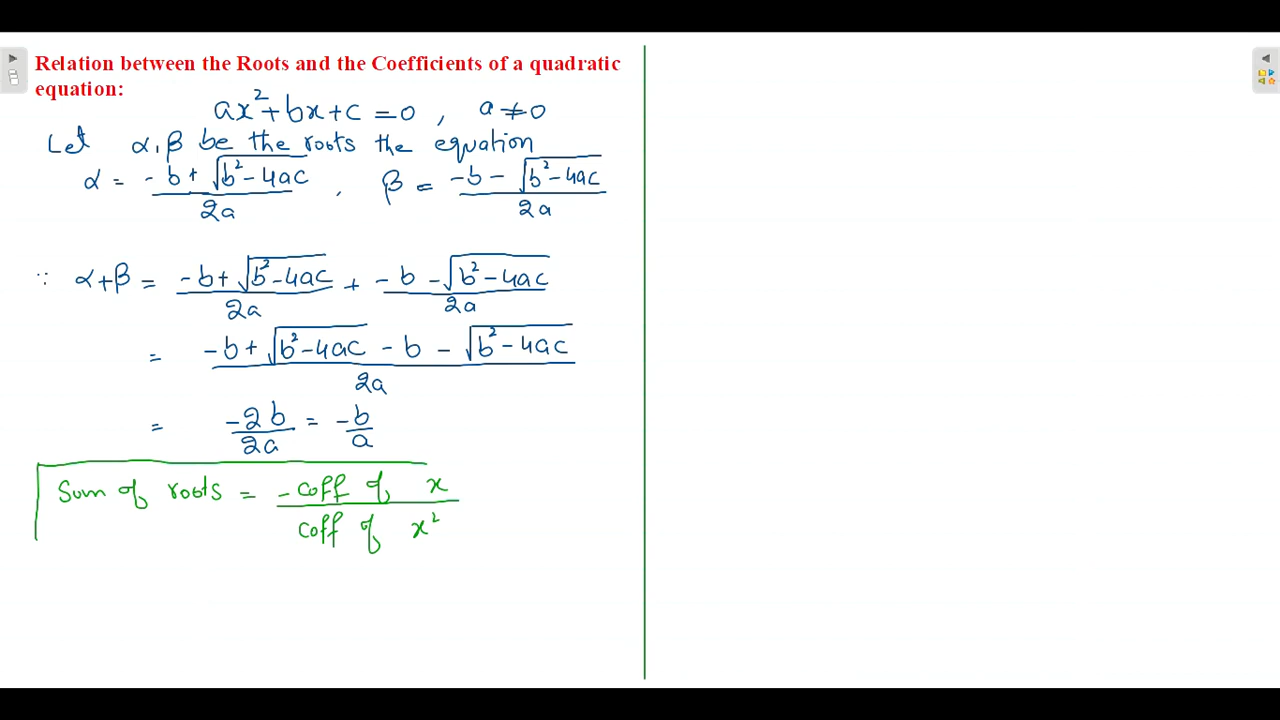 Relation between the Roots and the Coefficients of a quadratic
equation:
ax²+bx+c =0 , a≠0
Let α,β be the roots the equation
α = (-b+√(b²-4ac))/2a , β = (-b-√(b²-4ac))/2a
∵ α+β = (-b+√(b²-4ac))/2a + (-b-√(b²-4ac))/2a
= (-b+√(b²-4ac) -b-√(b²-4ac))/2a
= -2b/2a = -b/a
Sum of roots = -coff of x / coff of x²